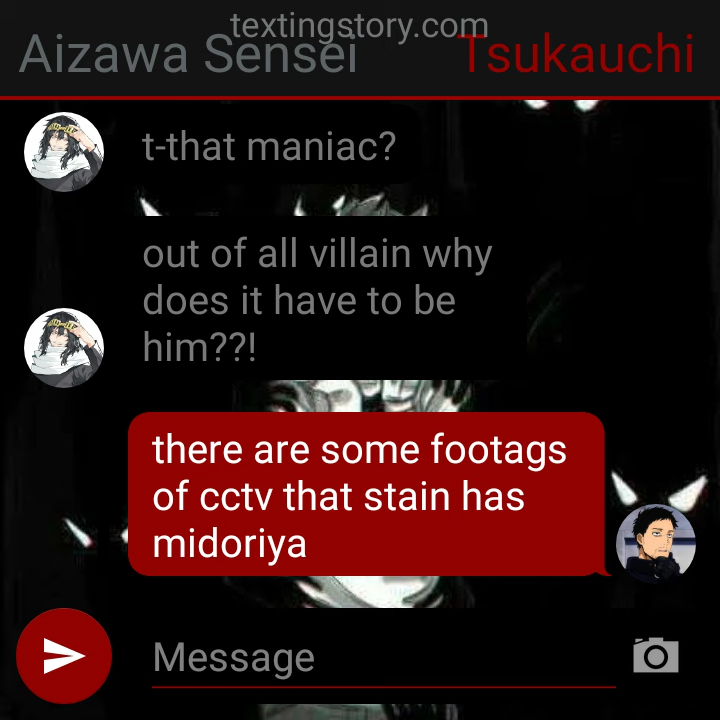 textingstory.com
Aizawa Sensei Tsukauchi
t-that maniac?
out of all villain why
does it have to be
him??!
there are some footags
of cctv that stain has
midoriya
Message